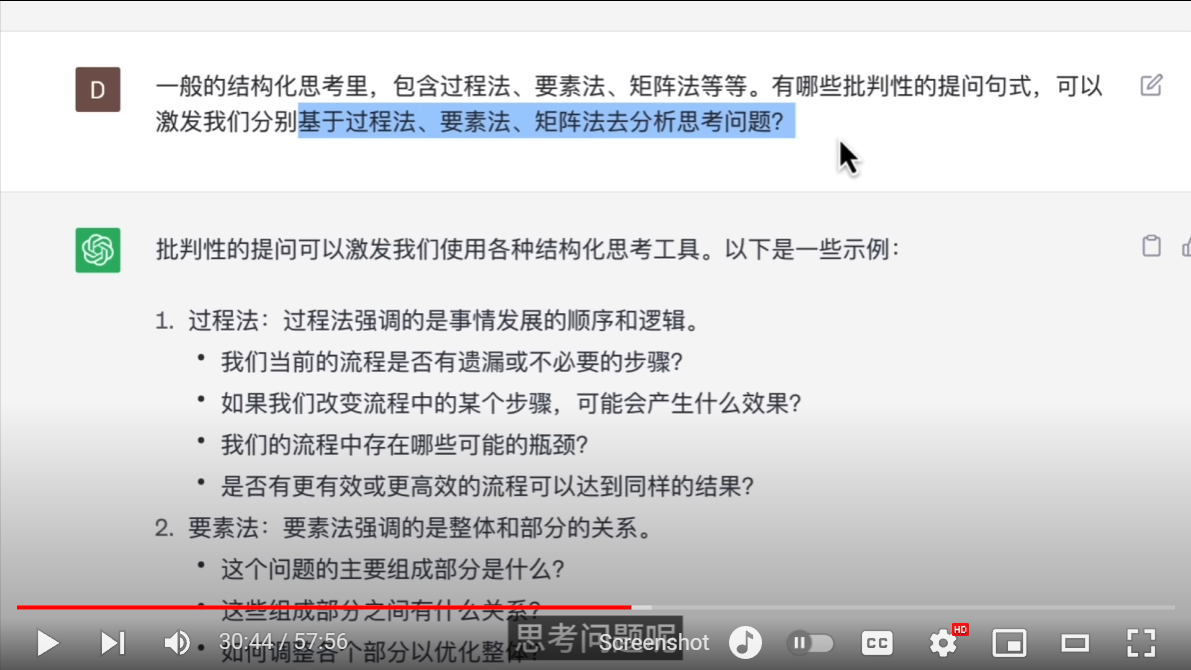 D
一般的结构化思考里，包含过程法、要素法、矩阵法等等。有哪些批判性的提问句式，可以
激发我们分别基于过程法、要素法、矩阵法去分析思考问题？
批判性的提问可以激发我们使用各种结构化思考工具。以下是一些示例：
1. 过程法：过程法强调的是事情发展的顺序和逻辑。
• 我们当前的流程是否有遗漏或不必要的步骤？
• 如果我们改变流程中的某个步骤，可能会产生什么效果？
• 我们的流程中存在哪些可能的瓶颈？
• 是否有更有效或更高效的流程可以达到同样的结果？
2. 要素法：要素法强调的是整体和部分的关系。
• 这个问题的主要组成部分是什么？
• 这些组成部分之间有什么关系？
• 如何调整各个部分以优化整体？
思考问题呢
30:44 / 57:56
Screenshot
CC
HD